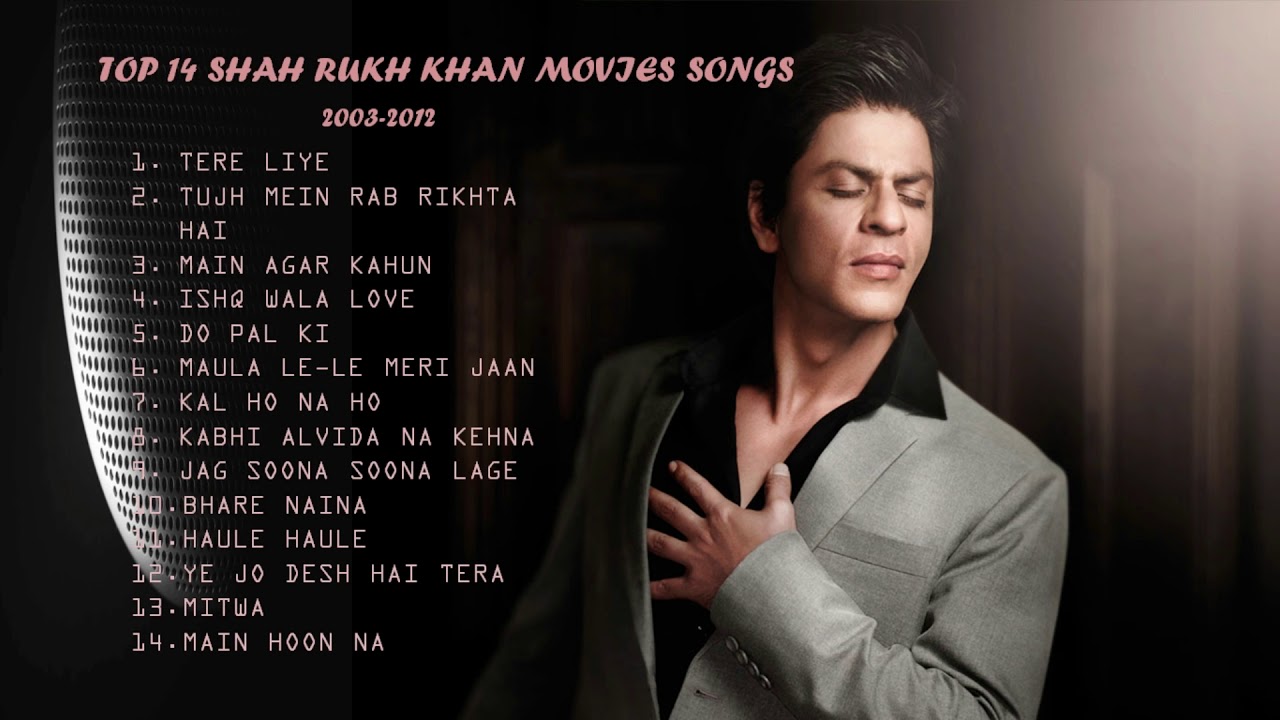 TOP 14 SHAH RUKH KHAN MOVIES SONGS
2003-2012
1. TERE LIYE
2. TUJH MEIN RAB RIKHTA
HAI
3. MAIN AGAR KAHUN
4. ISHQ WALA LOVE
5. DO PAL KI
6. MAULA LE-LE MERI JAAN
7. KAL HO NA HO
8. KABHI ALVIDA NA KEHNA
9. JAG SOONA SOONA LAGE
10.BHARE NAINA
11.HAULE HAULE
12.YE JO DESH HAI TERA
13.MITWA
14.MAIN HOON NA